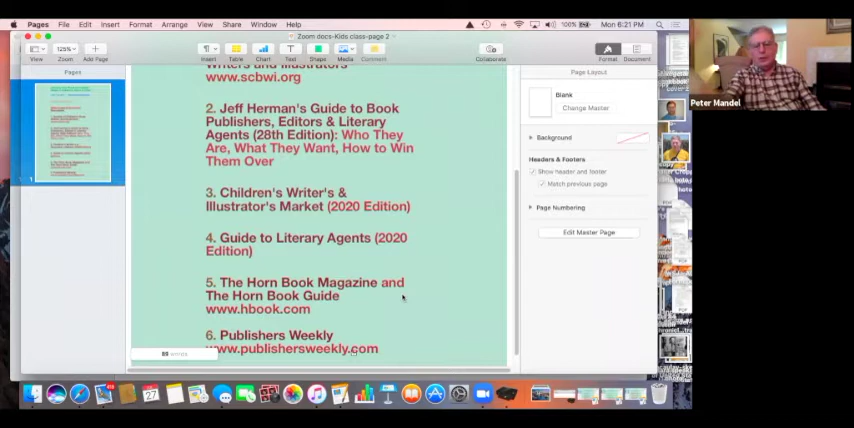 Pages File Edit Insert Format Arrange View Share Window Help 100% Mon 6:21 PM
Zoom docs-Kids class-page 2
125%
View Zoom Add Page Insert Table Chart Text Shape Media Comment Collaborate Format Document
Pages
Page Layout
Blank
Change Master
Background
Headers & Footers
Show header and footer
Match previous page
Page Numbering
Edit Master Page
Writers and Illustrators
www.scbwi.org
2. Jeff Herman's Guide to Book
Publishers, Editors & Literary
Agents (28th Edition): Who They
Are, What They Want, How to Win
Them Over
3. Children's Writer's &
Illustrator's Market (2020 Edition)
4. Guide to Literary Agents (2020
Edition)
5. The Horn Book Magazine and
The Horn Book Guide
www.hbook.com
6. Publishers Weekly
www.publishersweekly.com
Peter Mandel
27
PDF
PDF